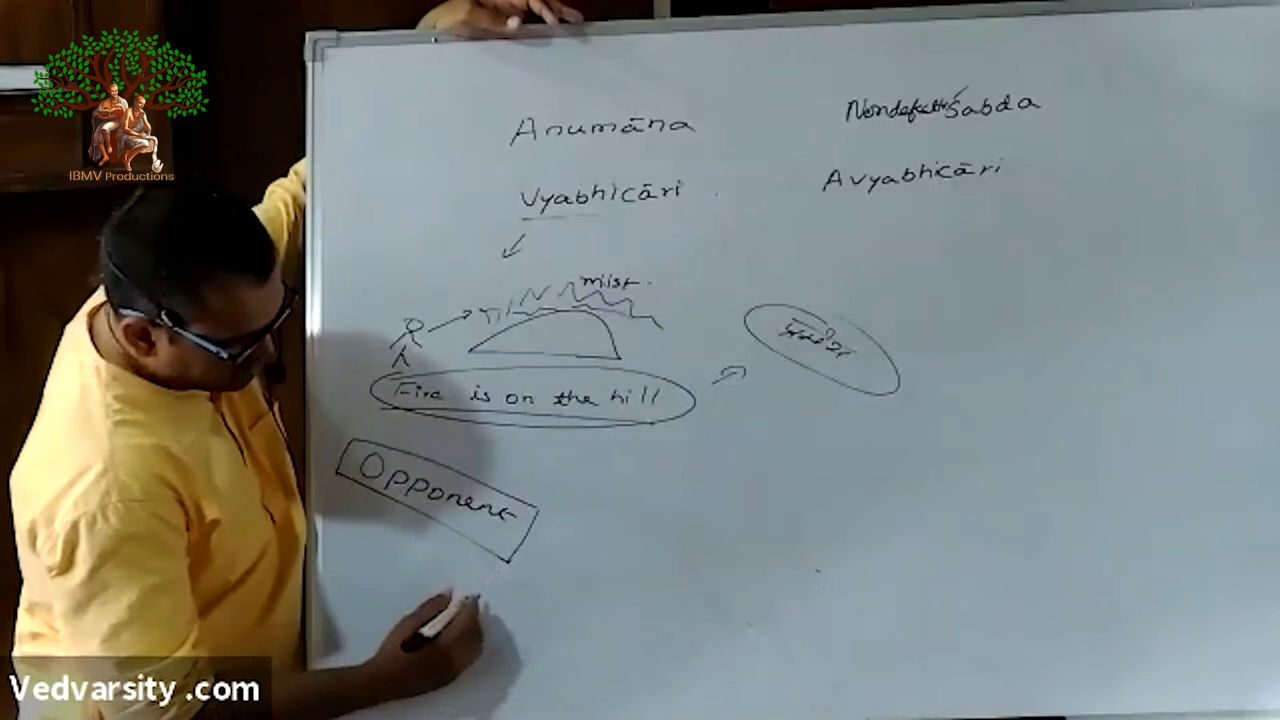 IBMV Productions
Anumāna
Śabda
Vyabhicāri
Avyabhicāri
mist.
Fire is on the hill
Opponent
Vedvarsity .com